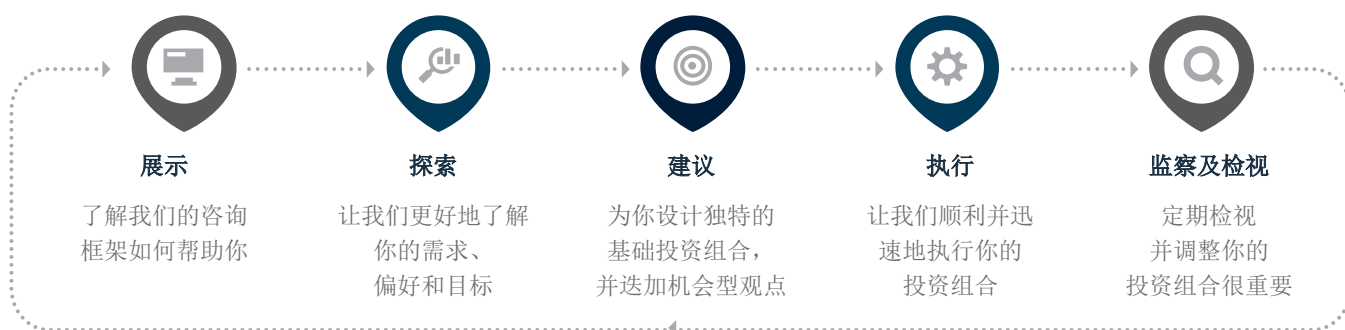 展示
了解我们的咨询
框架如何帮助你
探索
让我们更好地了解
你的需求、
偏好和目标
建议
为你设计独特的
基础投资组合，
并迭加机会型观点
执行
让我们顺利并迅
速地执行你的
投资组合
监察及检视
定期检视
并调整你的
投资组合很重要